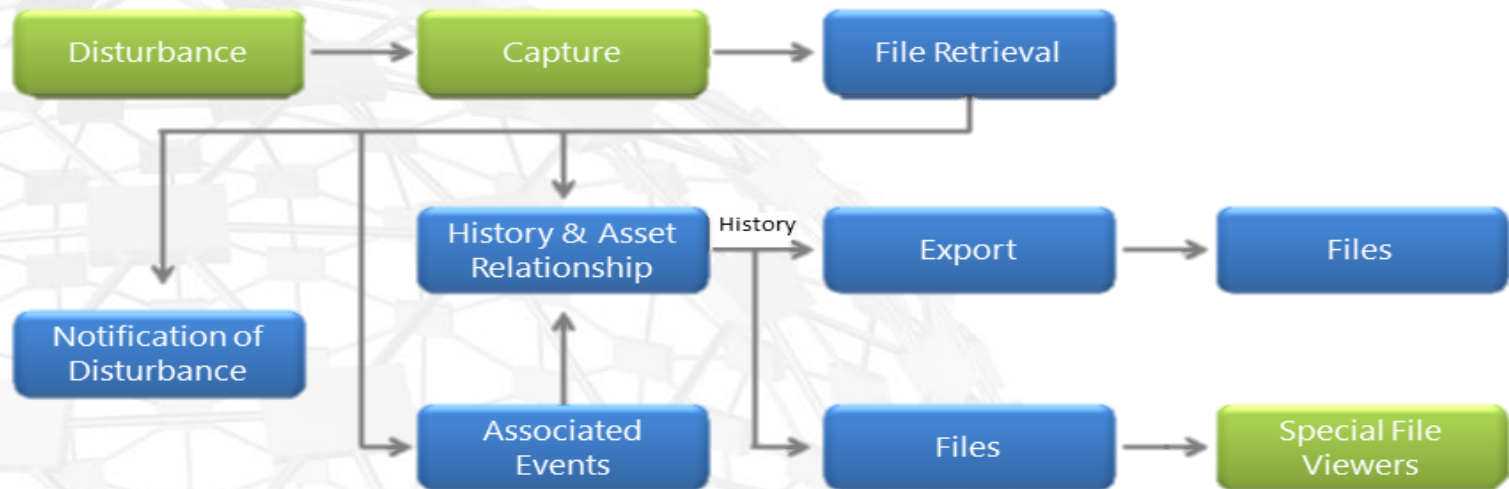 Disturbance
Capture
File Retrieval
History & Asset
Relationship
History
Export
Files
Notification of
Disturbance
Associated
Events
Files
Special File
Viewers